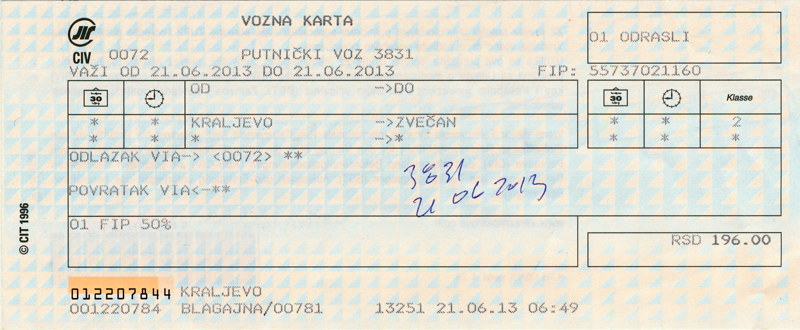 VOZNA KARTA
01 ODRASLI
CIV 0072 PUTNIČKI VOZ 3831
VAŽI OD 21.06.2013 DO 21.06.2013 FIP: 55737021160
30 OD —>DO 30 Klasse
* * KRALJEVO —>ZVEČAN * * 2
* * * —>* * * *
ODLAZAK VIA—> <0072> **
3831
POVRATAK VIA<—**
21 06 2013
01 FIP 50%
RSD 196.00
© CIT 1996
012207844 KRALJEVO
001220784 BLAGAJNA/00781 13251 21.06.13 06:49